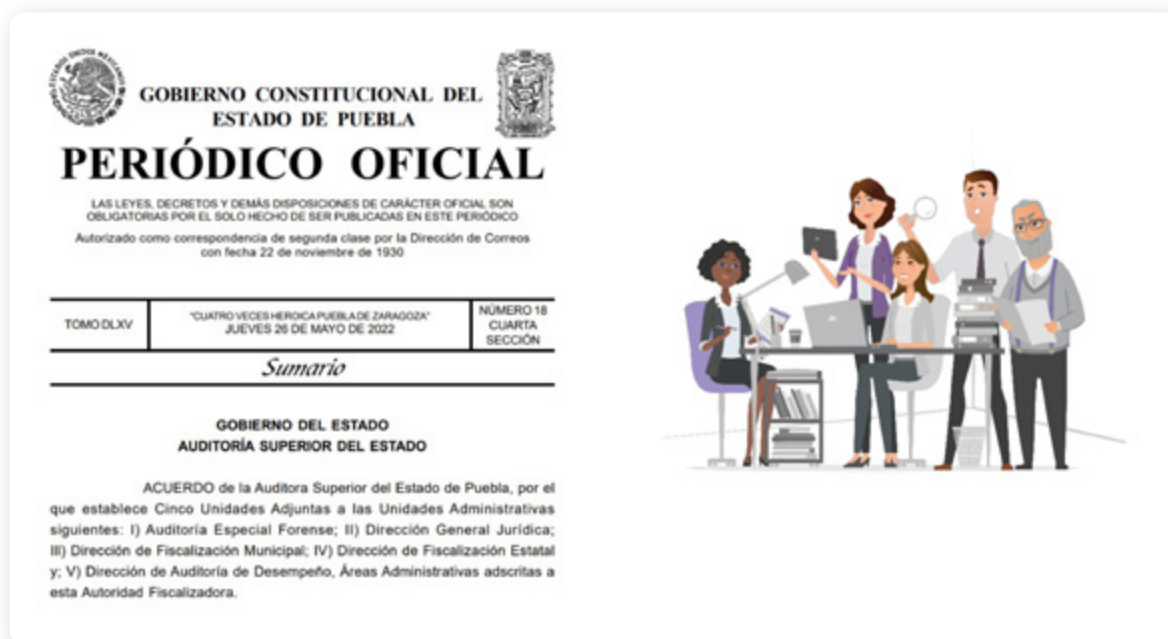 GOBIERNO CONSTITUCIONAL DEL
ESTADO DE PUEBLA
PERIÓDICO OFICIAL
LAS LEYES, DECRETOS Y DEMÁS DISPOSICIONES DE CARÁCTER OFICIAL SON
OBLIGATORIAS POR EL SOLO HECHO DE SER PUBLICADAS EN ESTE PERIÓDICO
Autorizado como correspondencia de segunda clase por la Dirección de Correos
con fecha 22 de noviembre de 1930
TOMO DLXV
"CUATRO VECES HEROICA PUEBLA DE ZARAGOZA"
JUEVES 26 DE MAYO DE 2022
NÚMERO 18
CUARTA
SECCIÓN
Sumario
GOBIERNO DEL ESTADO
AUDITORÍA SUPERIOR DEL ESTADO
ACUERDO de la Auditora Superior del Estado de Puebla, por el
que establece Cinco Unidades Adjuntas a las Unidades Administrativas
siguientes: I) Auditoría Especial Forense; II) Dirección General Jurídica;
III) Dirección de Fiscalización Municipal; IV) Dirección de Fiscalización Estatal
y; V) Dirección de Auditoría de Desempeño, Áreas Administrativas adscritas a
esta Autoridad Fiscalizadora.